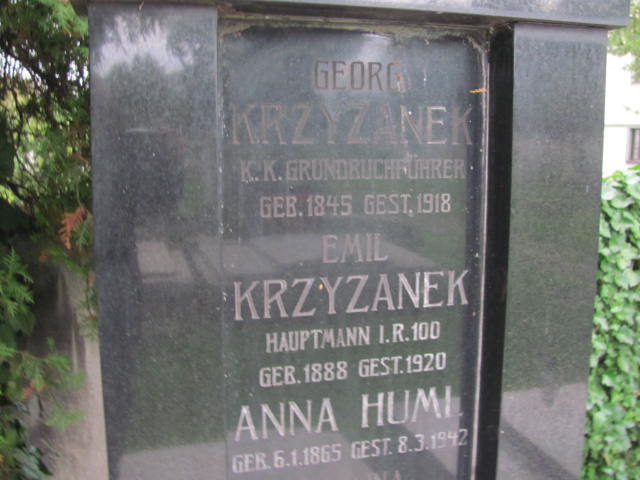 GEORG
KRZYZANEK
K. K. GRUNDBUCHFÜHRER
GEB. 1845 GEST. 1918
EMIL
KRZYZANEK
HAUPTMANN I. R. 100
GEB. 1888 GEST. 1920
ANNA HUML
GEB. 6.1.1865 GEST. 8.3.1942